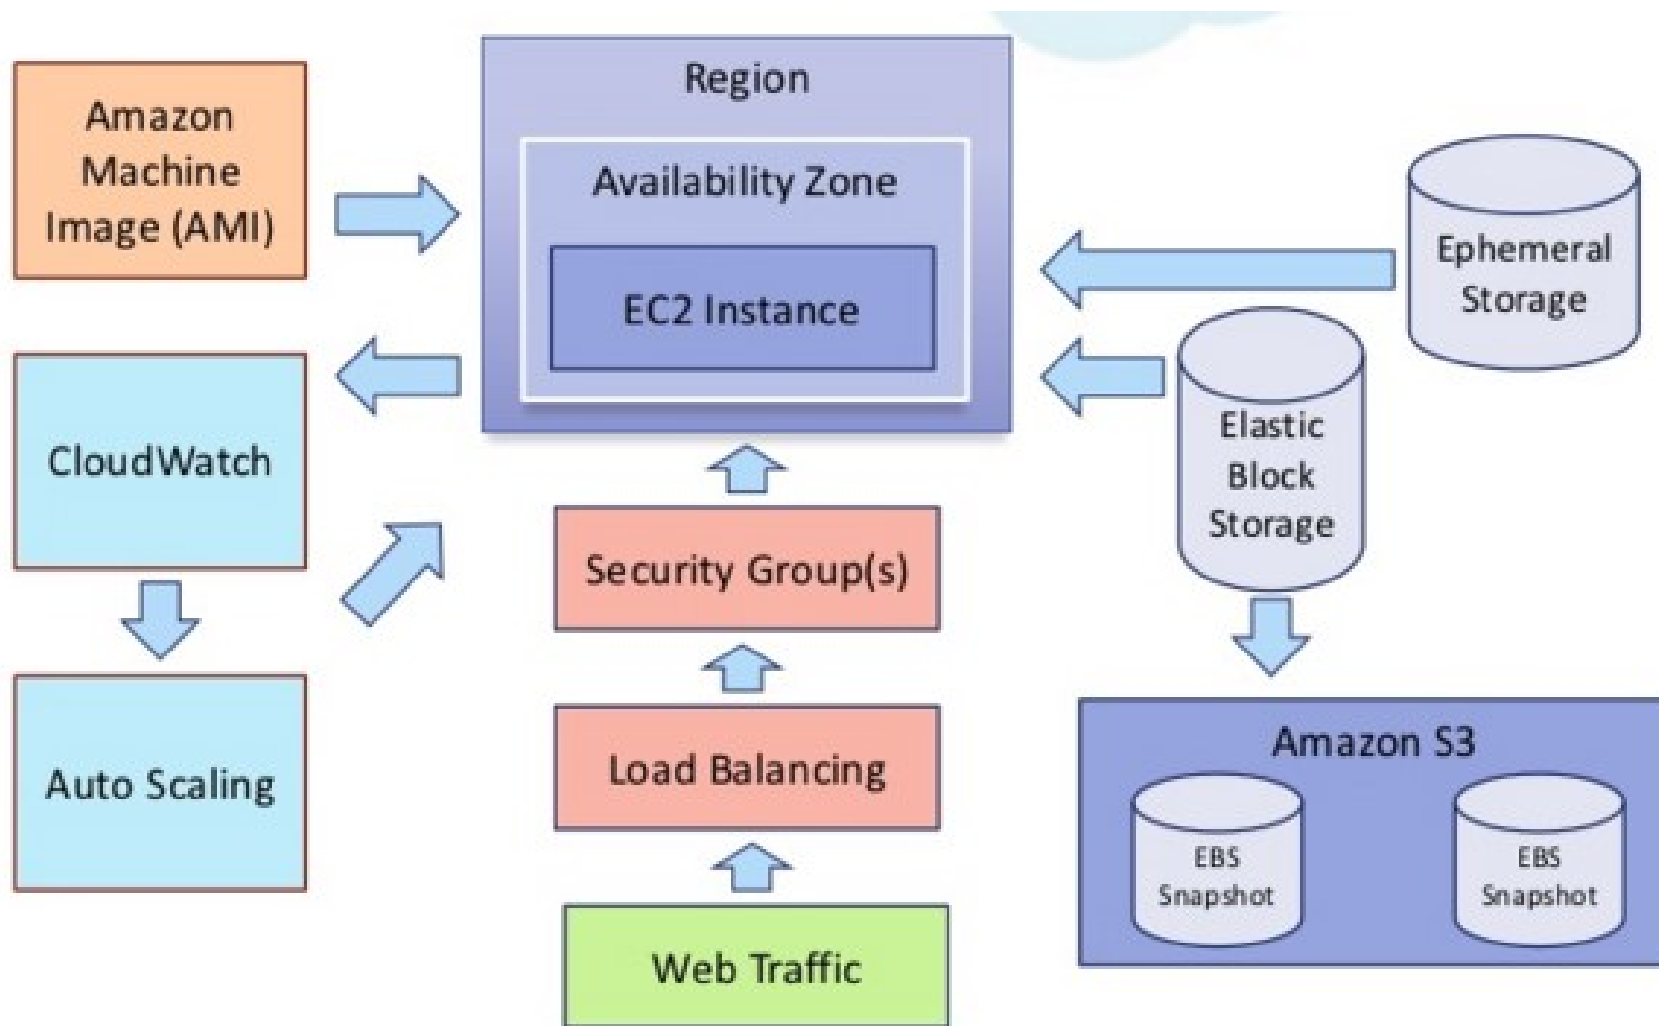 Amazon
Machine
Image (AMI)
Region
Availability Zone
EC2 Instance
Ephemeral
Storage
CloudWatch
Elastic
Block
Storage
Security Group(s)
Auto Scaling
Load Balancing
Amazon S3
EBS
Snapshot
EBS
Snapshot
Web Traffic